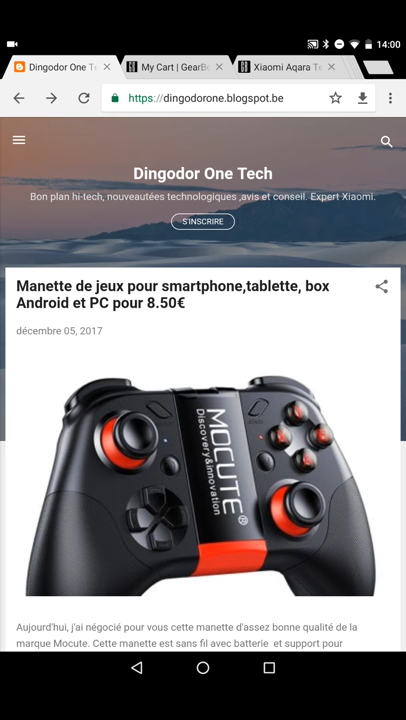 14:00
Dingodor One Te
My Cart | GearBe
Xiaomi Aqara Te
https://dingodorone.blogspot.be
Dingodor One Tech
Bon plan hi-tech, nouveautées technologiques ,avis et conseil. Expert Xiaomi.
S'INSCRIRE
Manette de jeux pour smartphone,tablette, box
Android et PC pour 8.50€
décembre 05, 2017
MOCUTE®
Discovery&innovation
Aujourd'hui, j'ai négocié pour vous cette manette d'assez bonne qualité de la
marque Mocute. Cette manette est sans fil avec batterie et support pour